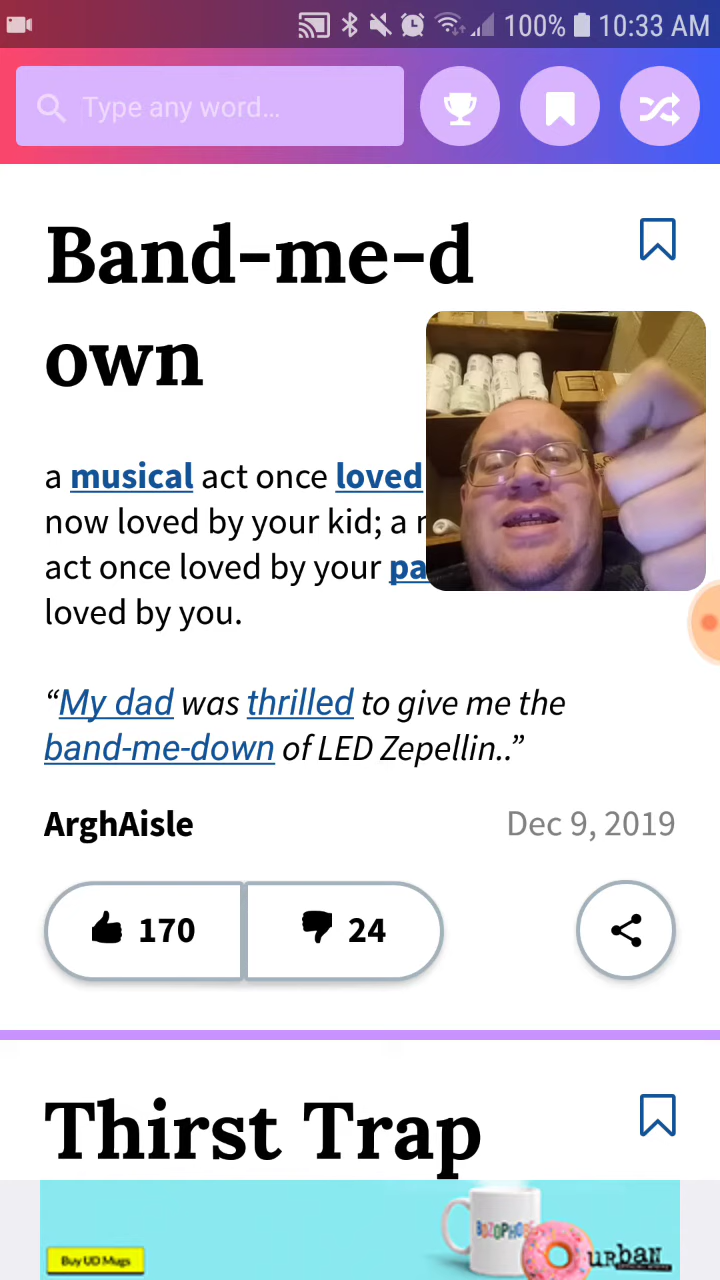 100% 10:33 AM
Type any word...
Band-me-d
own
a musical act once loved
now loved by your kid; a
act once loved by your
loved by you.
“My dad was thrilled to give me the
band-me-down of LED Zepellin..”
ArghAisle Dec 9, 2019
170 24
Thirst Trap
Buy UD Mugs
urban